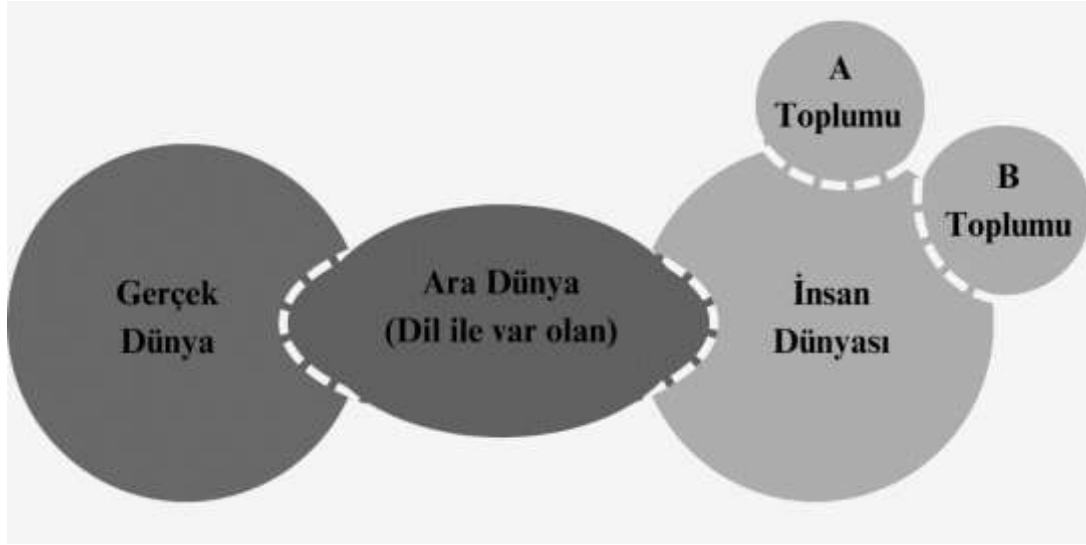 Gerçek
Dünya
Ara Dünya
(Dil ile var olan)
İnsan
Dünyası
A
Toplumu
B
Toplumu